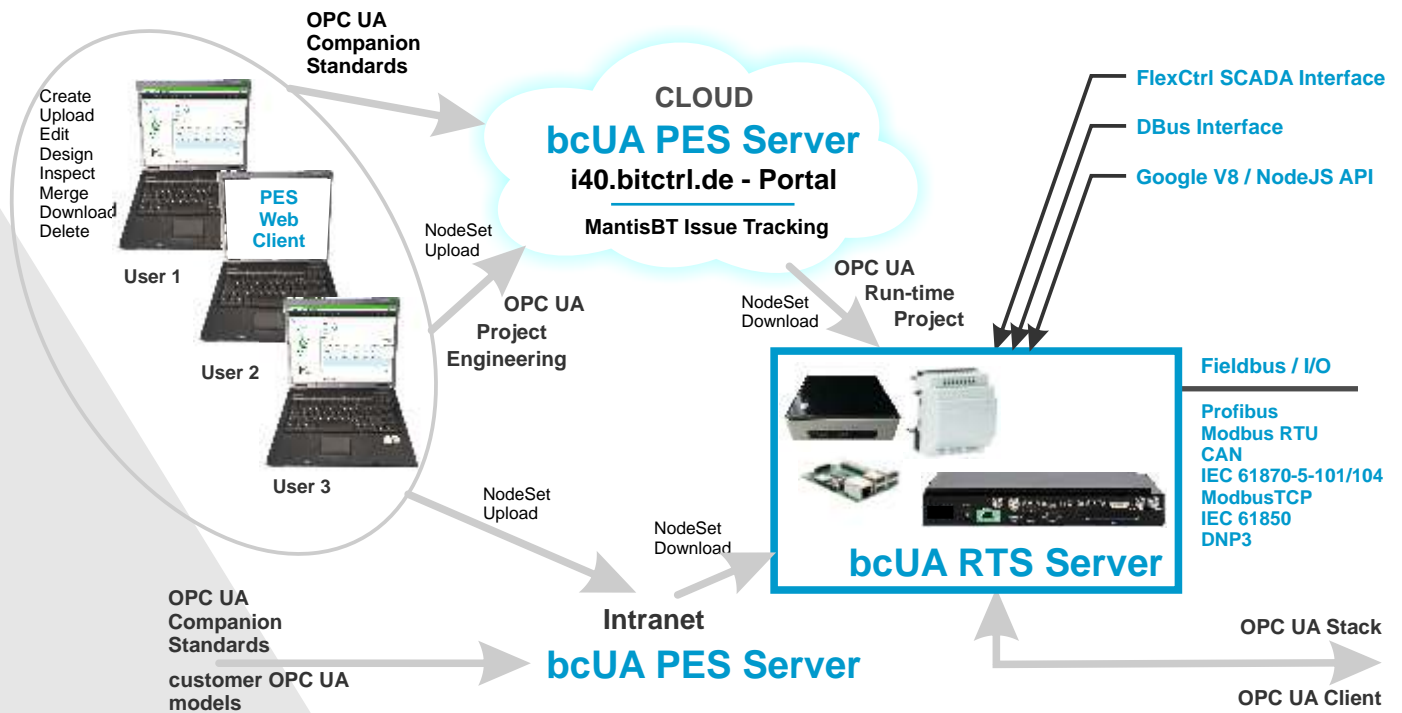 OPC UA
Companion
Standards
Create
Upload
Edit
Design
Inspect
Merge
Download
Delete
PES
Web
Client
User 1
User 2
User 3
CLOUD
bcUA PES Server
i40.bitctrl.de - Portal
MantisBT Issue Tracking
NodeSet
Upload
OPC UA
Project
Engineering
NodeSet
Download
OPC UA
Run-time
Project
FlexCtrl SCADA Interface
DBus Interface
Google V8 / NodeJS API
Fieldbus / I/O
Profibus
Modbus RTU
CAN
IEC 61870-5-101/104
ModbusTCP
IEC 61850
DNP3
bcUA RTS Server
NodeSet
Upload
NodeSet
Download
OPC UA
Companion
Standards
customer OPC UA
models
Intranet
bcUA PES Server
OPC UA Stack
OPC UA Client